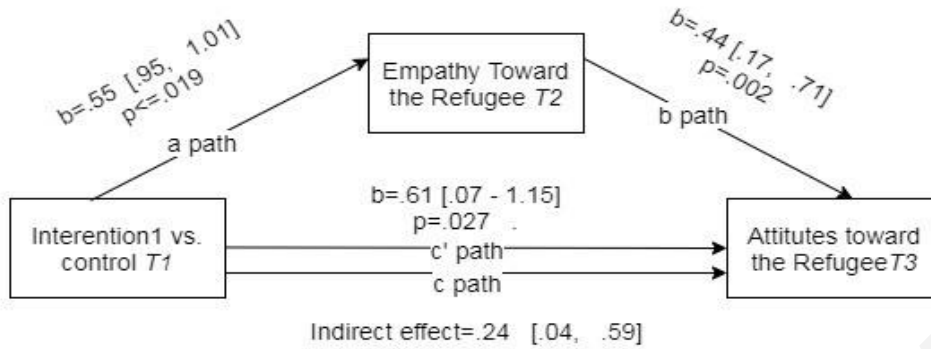 b=.55 [.95, 1.01]
p<=.019
a path
Empathy Toward
the Refugee T2
b=.44 [.17, .71]
p=.002
b path
b=.61 [.07 - 1.15]
p=.027 .
c' path
c path
Interention1 vs.
control T1
Attitutes toward
the RefugeeT3
Indirect effect=.24 [.04, .59]